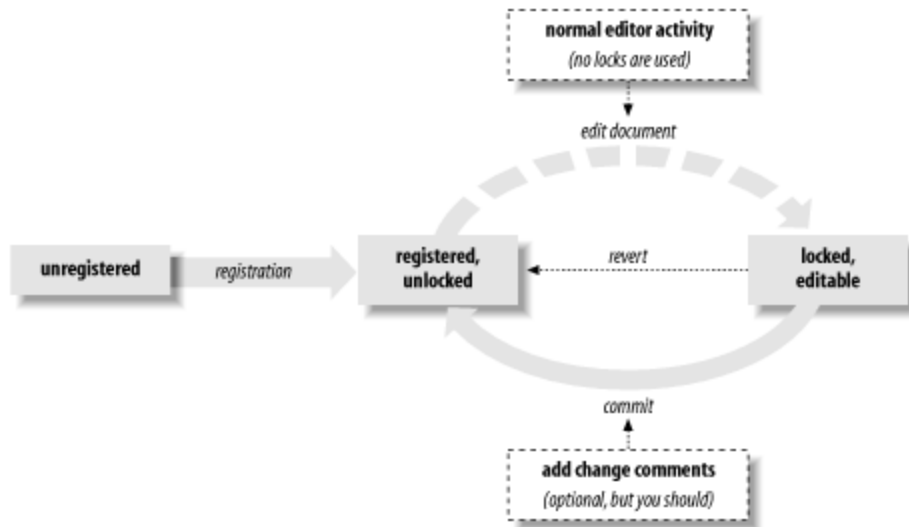 normal editor activity
(no locks are used)
edit document
unregistered
registration
registered,
unlocked
revert
locked,
editable
commit
add change comments
(optional, but you should)